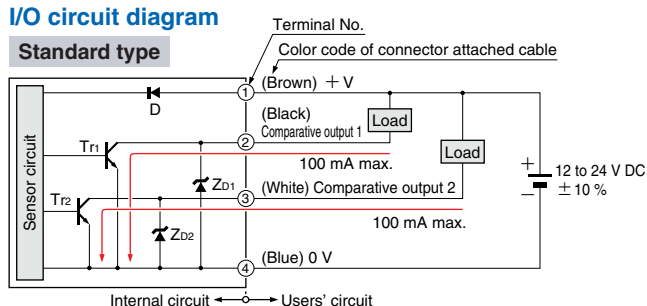 I/O circuit diagram
Standard type
Terminal No.
Color code of connector attached cable
1
(Brown) +V
D
(Black)
Comparative output 1
Load
2
Tr1
100 mA max.
Load
Sensor circuit
ZD1
3
(White) Comparative output 2
+
12 to 24 V DC
± 10 %
−
Tr2
100 mA max.
ZD2
4
(Blue) 0 V
Internal circuit
Users' circuit